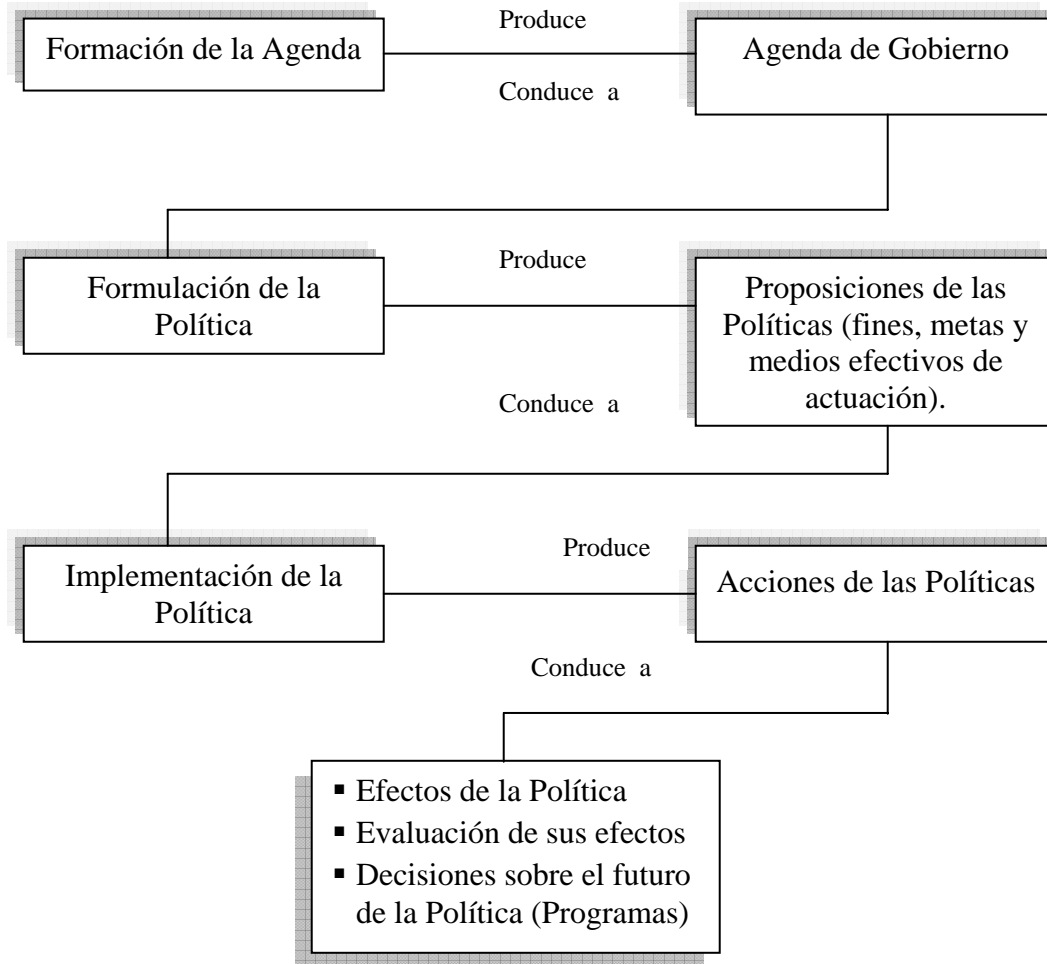 Formación de la Agenda
Produce
Agenda de Gobierno
Conduce a
Formulación de la
Política
Produce
Proposiciones de las
Políticas (fines, metas y
medios efectivos de
actuación).
Conduce a
Implementación de la
Política
Produce
Acciones de las Políticas
Conduce a
▪ Efectos de la Política
▪ Evaluación de sus efectos
▪ Decisiones sobre el futuro
de la Política (Programas)